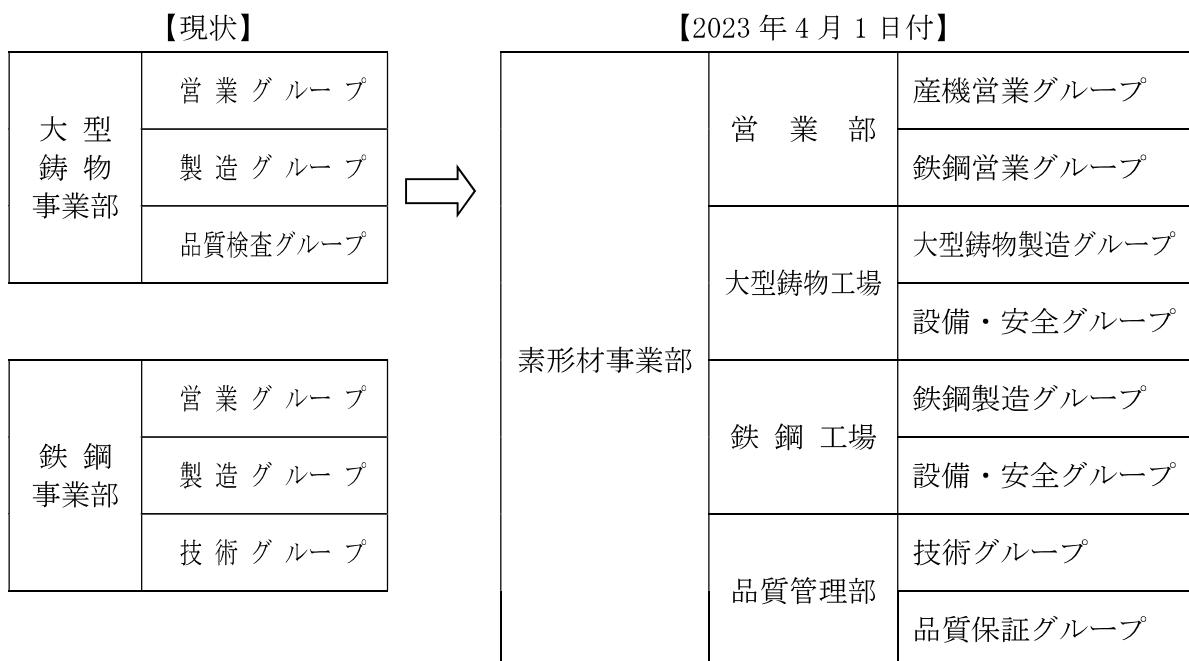 【現状】
大型
鋳物
事業部
営業グループ
製造グループ
品質検査グループ
鉄鋼
事業部
営業グループ
製造グループ
技術グループ
【2023年4月1日付】
素形材事業部
営業部
産機営業グループ
鉄鋼営業グループ
大型鋳物工場
大型鋳物製造グループ
設備・安全グループ
鉄鋼工場
鉄鋼製造グループ
設備・安全グループ
品質管理部
技術グループ
品質保証グループ